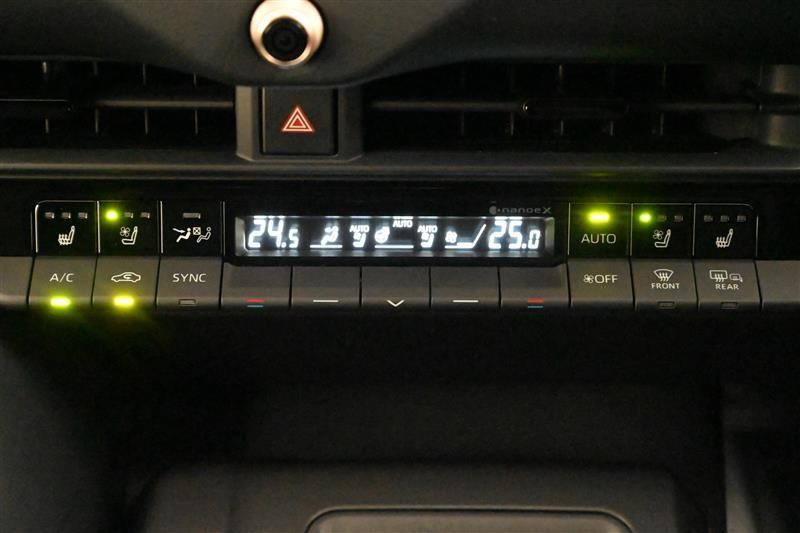 nanoeX
24.5 AUTO AUTO AUTO 25.0
AUTO
A/C SYNC OFF FRONT REAR